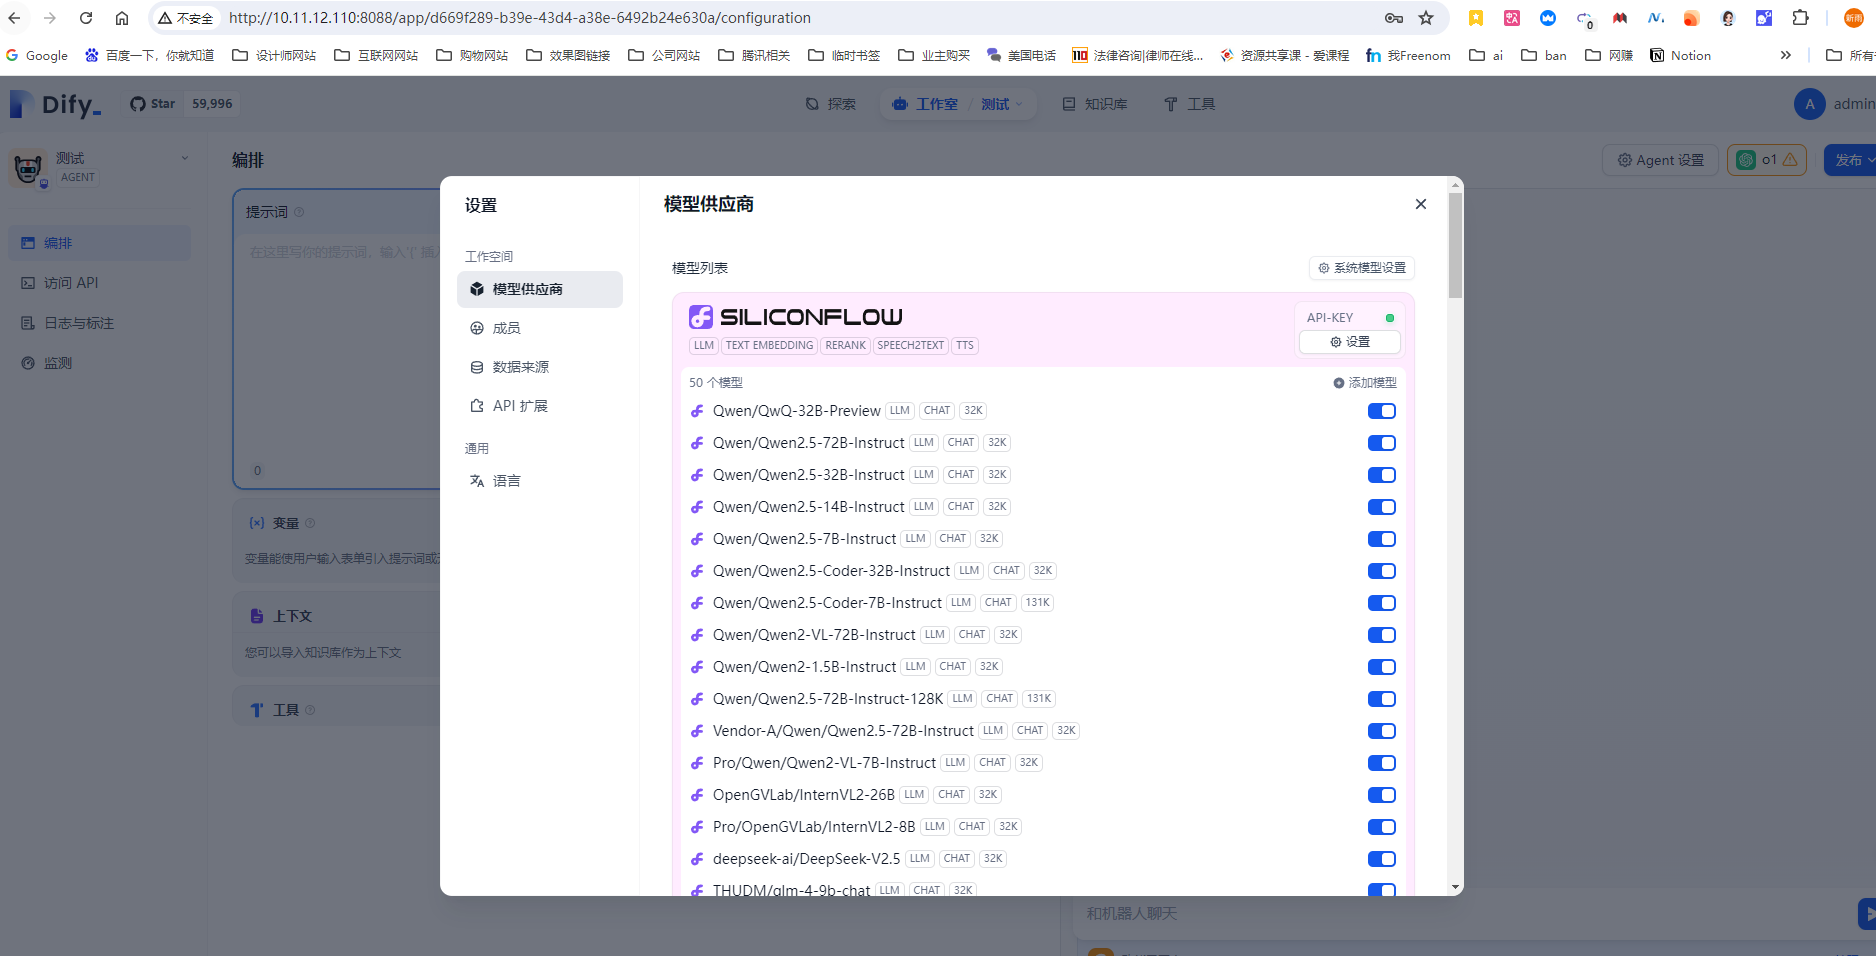 不安全 http://10.11.12.110:8088/app/d669f289-b39e-43d4-a38e-6492b24e630a/configuration
Google 百度一下，你就知道 设计师网站 互联网网站 购物网站 效果图链接 公司网站 腾讯相关 临时书签 业主购买 美国电话 法律咨询|律师在线... 资源共享课 - 爱课程 我Freenom ai ban 网赚 Notion » 所有
Dify_ Star 59,996 探索 工作室 / 测试 知识库 工具 A admin
测试
AGENT
编排
访问 API
日志与标注
监测
编排
Agent 设置 o1 发布
提示词
在这里写你的提示词，输入'{' 插
0
变量
变量能使用户输入表单引入提示词或
上下文
您可以导入知识库作为上下文
工具
设置
工作空间
模型供应商
成员
数据来源
API 扩展
通用
语言
模型供应商
模型列表 系统模型设置
SILICONFLOW
LLM TEXT EMBEDDING RERANK SPEECH2TEXT TTS
API-KEY
设置
50 个模型 添加模型
Qwen/QwQ-32B-Preview LLM CHAT 32K
Qwen/Qwen2.5-72B-Instruct LLM CHAT 32K
Qwen/Qwen2.5-32B-Instruct LLM CHAT 32K
Qwen/Qwen2.5-14B-Instruct LLM CHAT 32K
Qwen/Qwen2.5-7B-Instruct LLM CHAT 32K
Qwen/Qwen2.5-Coder-32B-Instruct LLM CHAT 32K
Qwen/Qwen2.5-Coder-7B-Instruct LLM CHAT 131K
Qwen/Qwen2-VL-72B-Instruct LLM CHAT 32K
Qwen/Qwen2-1.5B-Instruct LLM CHAT 32K
Qwen/Qwen2.5-72B-Instruct-128K LLM CHAT 131K
Vendor-A/Qwen/Qwen2.5-72B-Instruct LLM CHAT 32K
Pro/Qwen/Qwen2-VL-7B-Instruct LLM CHAT 32K
OpenGVLab/InternVL2-26B LLM CHAT 32K
Pro/OpenGVLab/InternVL2-8B LLM CHAT 32K
deepseek-ai/DeepSeek-V2.5 LLM CHAT 32K
THUDM/glm-4-9b-chat LLM CHAT 32K
和机器人聊天